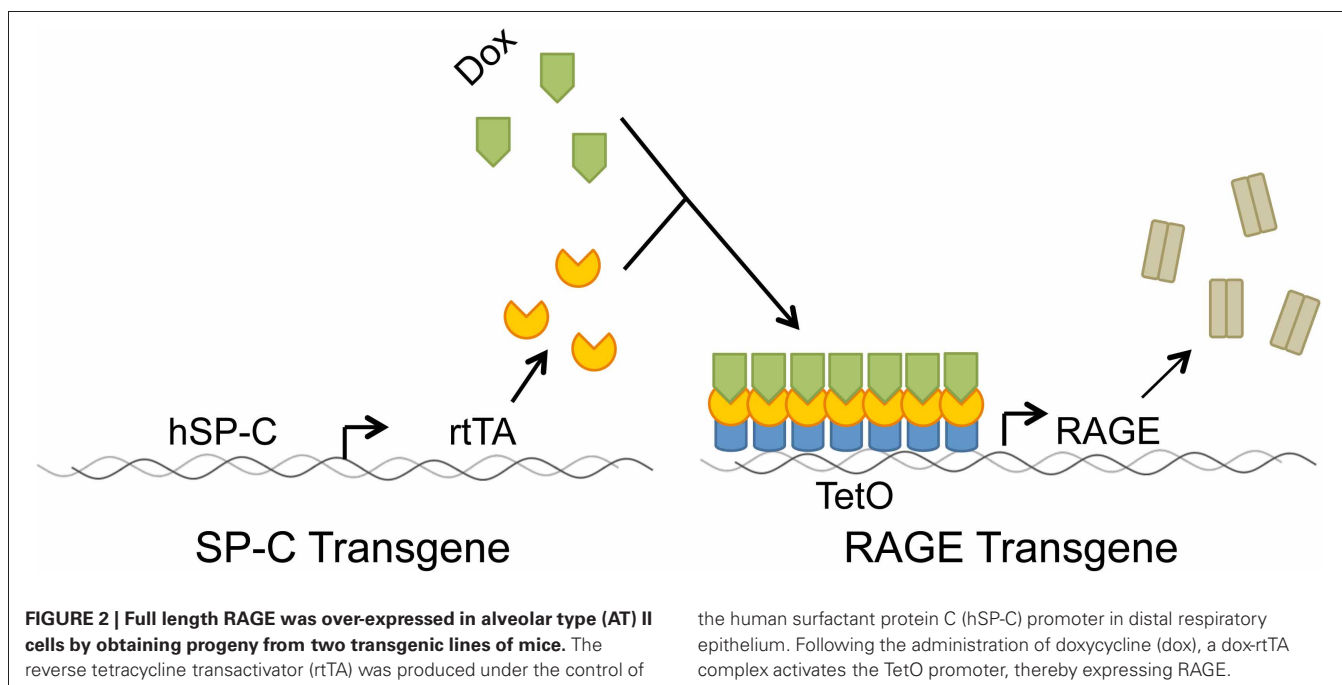 Dox
hSP-C
rtTA
RAGE
TetO
SP-C Transgene
RAGE Transgene
FIGURE 2 | Full length RAGE was over-expressed in alveolar type (AT) II
cells by obtaining progeny from two transgenic lines of mice. The
reverse tetracycline transactivator (rtTA) was produced under the control of
the human surfactant protein C (hSP-C) promoter in distal respiratory
epithelium. Following the administration of doxycycline (dox), a dox-rtTA
complex activates the TetO promoter, thereby expressing RAGE.